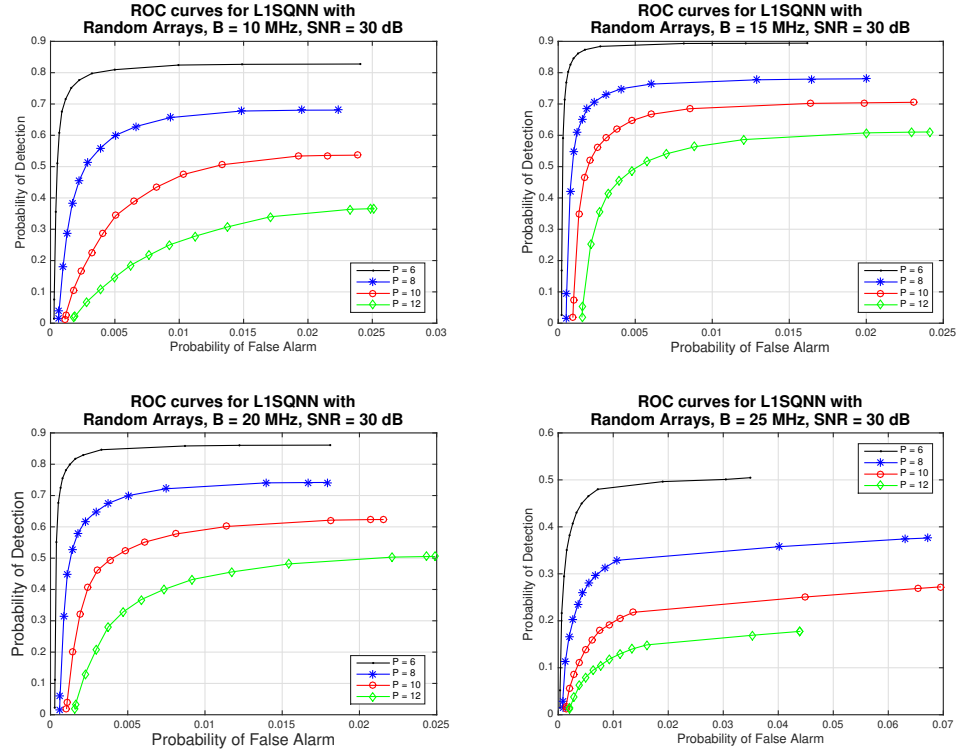 ROC curves for L1SQNN with
Random Arrays, B = 10 MHz, SNR = 30 dB
0.9
0.8
0.7
0.6
0.5
0.4
0.3
0.2
0.1
0
Probability of Detection
P = 6
P = 8
P = 10
P = 12
0 0.005 0.01 0.015 0.02 0.025 0.03
Probability of False Alarm
ROC curves for L1SQNN with
Random Arrays, B = 15 MHz, SNR = 30 dB
0.9
0.8
0.7
0.6
0.5
0.4
0.3
0.2
0.1
0
Probability of Detection
P = 6
P = 8
P = 10
P = 12
0 0.005 0.01 0.015 0.02 0.025
Probability of False Alarm
ROC curves for L1SQNN with
Random Arrays, B = 20 MHz, SNR = 30 dB
0.9
0.8
0.7
0.6
0.5
0.4
0.3
0.2
0.1
0
Probability of Detection
P = 6
P = 8
P = 10
P = 12
0 0.005 0.01 0.015 0.02 0.025
Probability of False Alarm
ROC curves for L1SQNN with
Random Arrays, B = 25 MHz, SNR = 30 dB
0.6
0.5
0.4
0.3
0.2
0.1
0
Probability of Detection
P = 6
P = 8
P = 10
P = 12
0 0.01 0.02 0.03 0.04 0.05 0.06 0.07
Probability of False Alarm